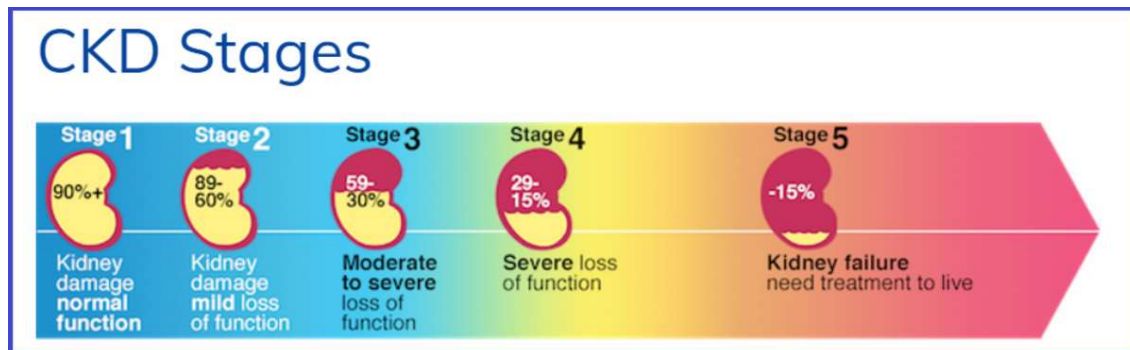 CKD Stages
Stage 1
90%+
Kidney
damage
normal
function
Stage 2
89-
60%
Kidney
damage
mild loss
of function
Stage 3
59-
30%
Moderate
to severe
loss of
function
Stage 4
29-
15%
Severe loss
of function
Stage 5
-15%
Kidney failure
need treatment to live